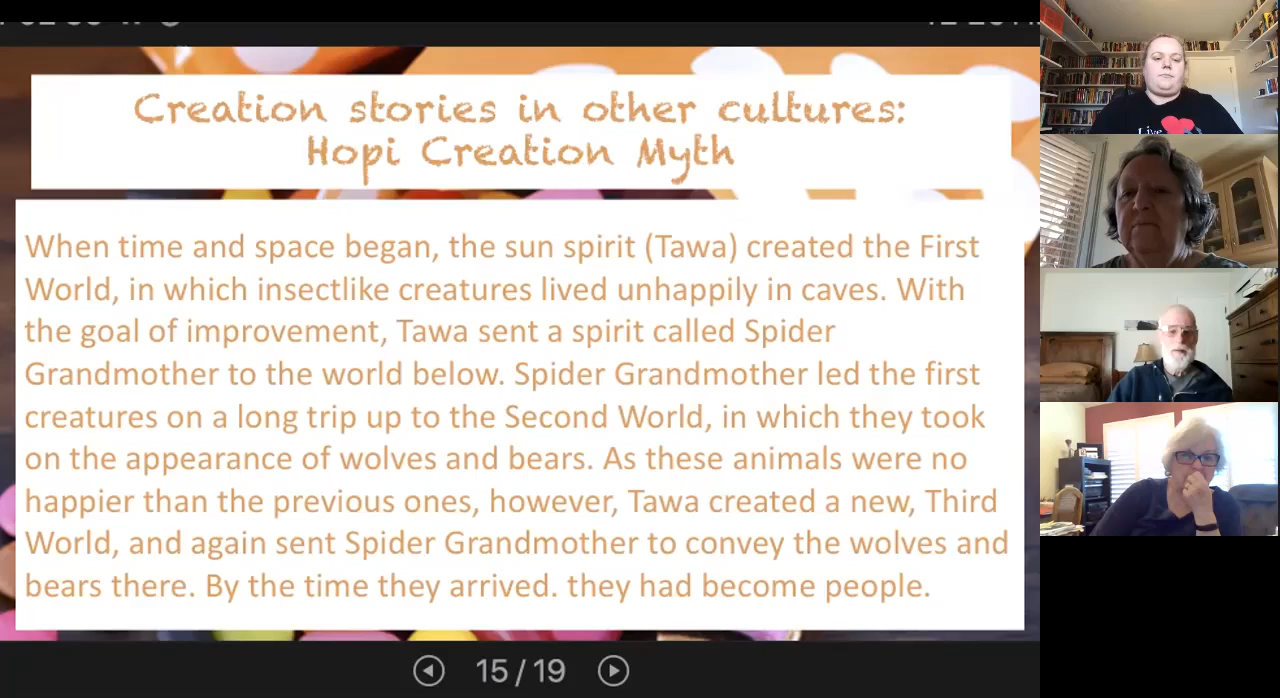 Creation stories in other cultures:
Hopi Creation Myth
When time and space began, the sun spirit (Tawa) created the First
World, in which insectlike creatures lived unhappily in caves. With
the goal of improvement, Tawa sent a spirit called Spider
Grandmother to the world below. Spider Grandmother led the first
creatures on a long trip up to the Second World, in which they took
on the appearance of wolves and bears. As these animals were no
happier than the previous ones, however, Tawa created a new, Third
World, and again sent Spider Grandmother to convey the wolves and
bears there. By the time they arrived. they had become people.
15/19
Live